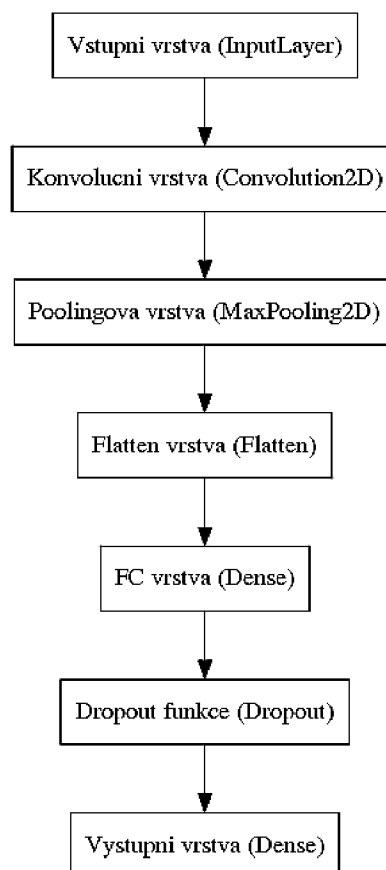 Vstupni vrstva (InputLayer)
Konvolucni vrstva (Convolution2D)
Poolingova vrstva (MaxPooling2D)
Flatten vrstva (Flatten)
FC vrstva (Dense)
Dropout funkce (Dropout)
Vystupni vrstva (Dense)